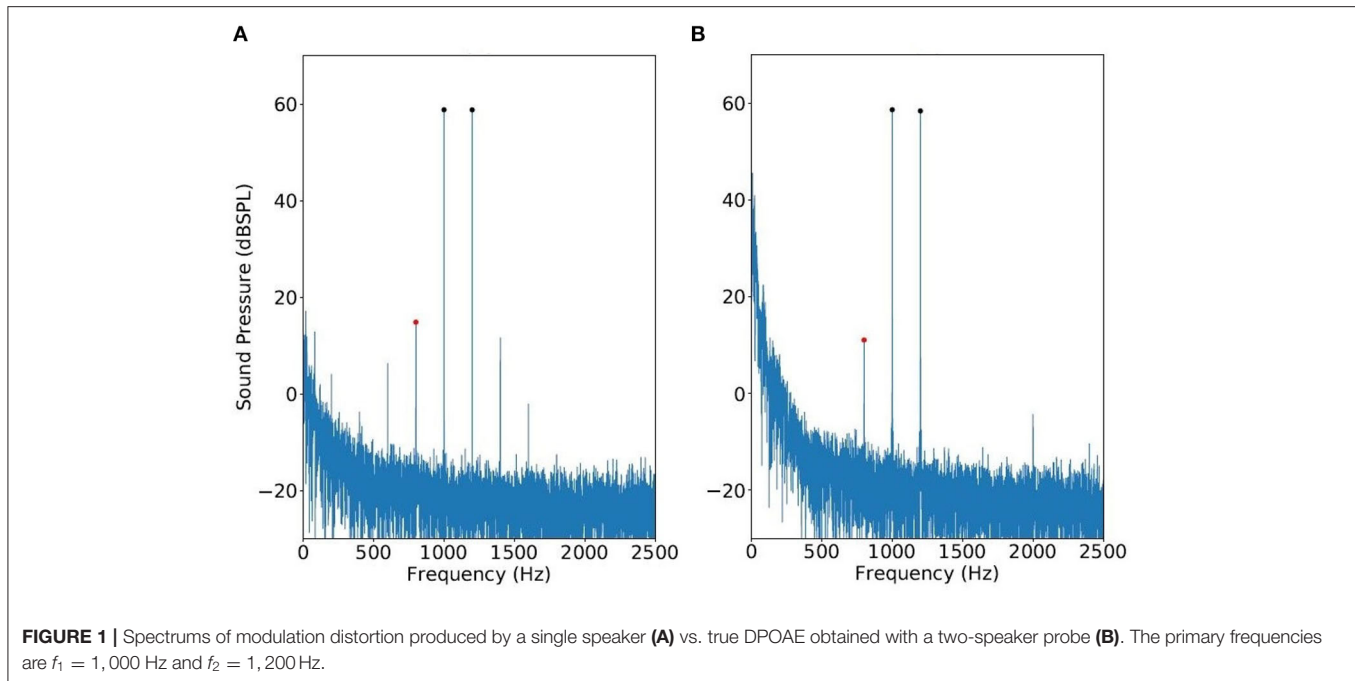 A
B
60
40
20
0
−20
Sound Pressure (dBSPL)
0 500 1000 1500 2000 2500
Frequency (Hz)
60
40
20
0
−20
0 500 1000 1500 2000 2500
Frequency (Hz)
FIGURE 1 | Spectrums of modulation distortion produced by a single speaker (A) vs. true DPOAE obtained with a two-speaker probe (B). The primary frequencies
are f₁ = 1, 000 Hz and f₂ = 1, 200 Hz.